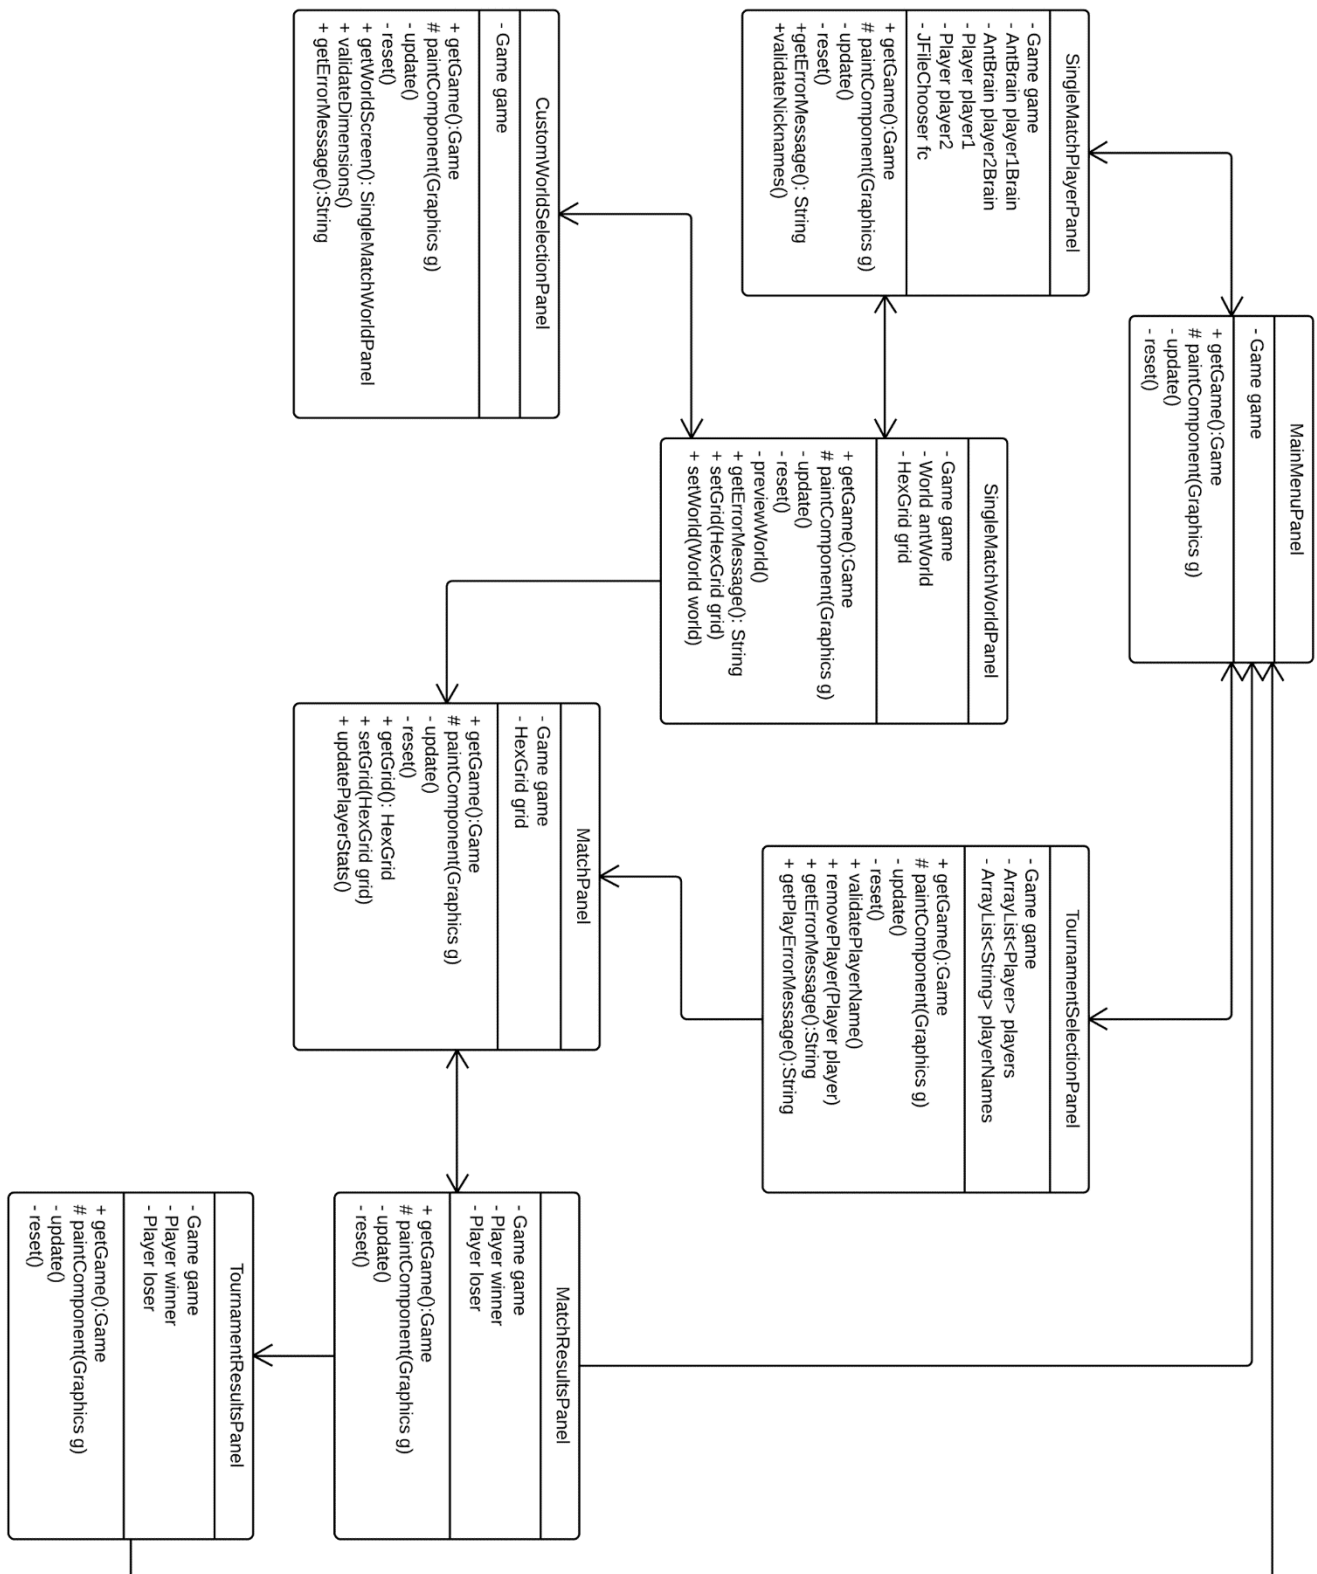 MainMenuPanel
- Game game
+ getGame():Game
# paintComponent(Graphics g)
- update()
- reset()
SingleMatchPlayerPanel
- Game game
- AntBrain player1Brain
- AntBrain player2Brain
- Player player1
- Player player2
- JFileChooser fc
+ getGame():Game
# paintComponent(Graphics g)
- update()
- reset()
+getErrorMessage(): String
+validateNicknames()
SingleMatchWorldPanel
- Game game
- World antWorld
- HexGrid grid
+ getGame():Game
# paintComponent(Graphics g)
- update()
- reset()
- previewWorld()
+ getErrorMessage(): String
+ setGrid(HexGrid grid)
+ setWorld(World world)
TournamentSelectionPanel
- Game game
- ArrayList<Player> players
- ArrayList<String> playerNames
+ getGame():Game
# paintComponent(Graphics g)
- update()
- reset()
+ validatePlayerName()
+ removePlayer(Player player)
+ getErrorMessage():String
+ getPlayErrorMessage():String
CustomWorldSelectionPanel
- Game game
+ getGame():Game
# paintComponent(Graphics g)
- update()
- reset()
+ getWorldScreen(): SingleMatchWorldPanel
+ validateDimensions()
+ getErrorMessage():String
MatchPanel
- Game game
- HexGrid grid
+ getGame():Game
# paintComponent(Graphics g)
- update()
- reset()
+ getGrid(): HexGrid
+ setGrid(HexGrid grid)
+ updatePlayerStats()
MatchResultsPanel
- Game game
- Player winner
- Player loser
+ getGame():Game
# paintComponent(Graphics g)
- update()
- reset()
TournamentResultsPanel
- Game game
- Player winner
- Player loser
+ getGame():Game
# paintComponent(Graphics g)
- update()
- reset()